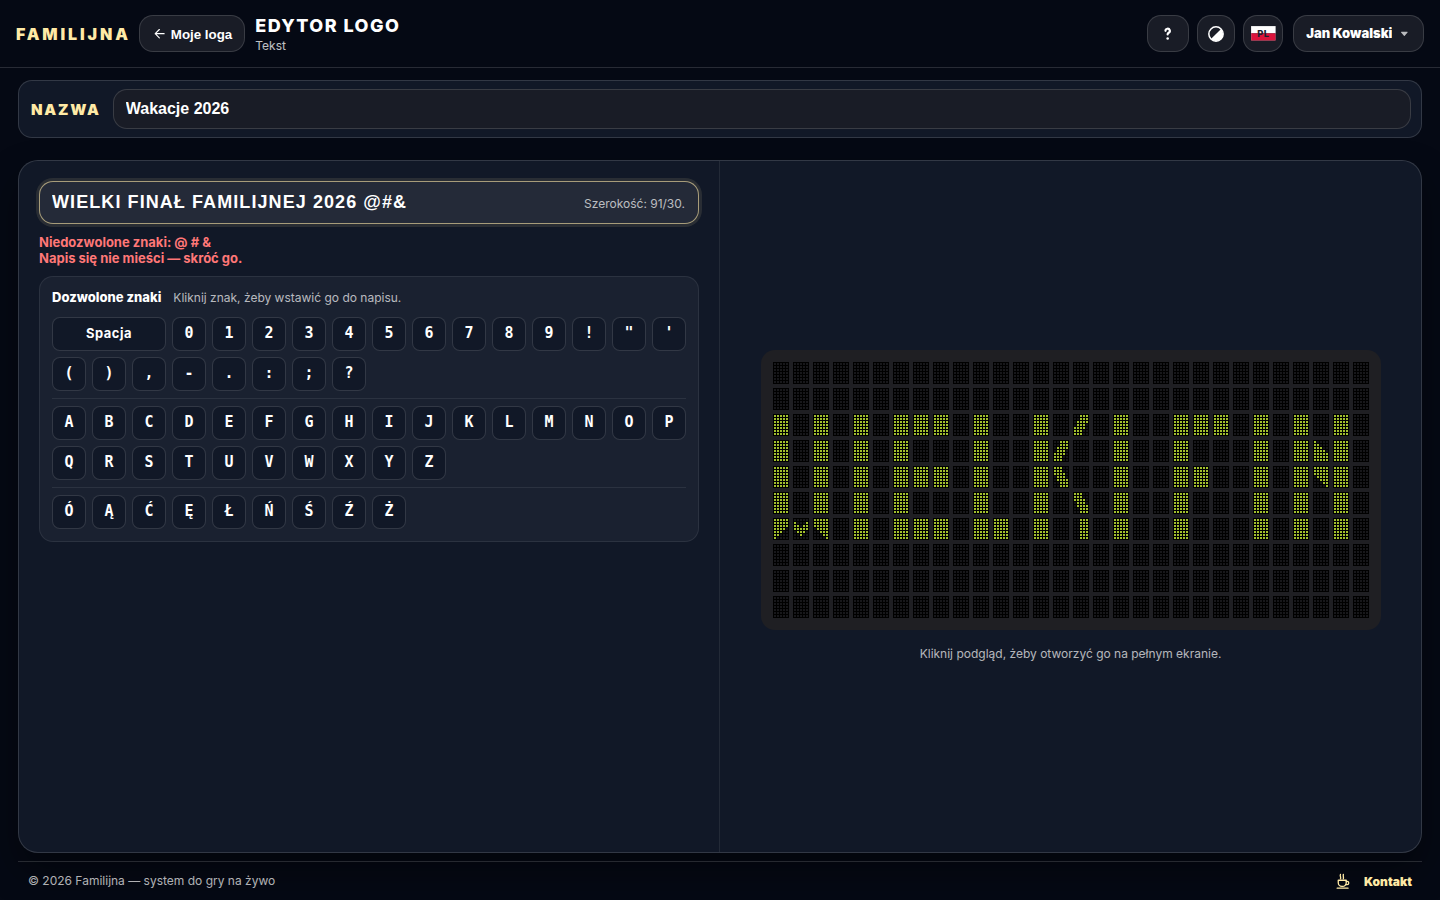 FAMILIJNA
← Moje loga
EDYTOR LOGO
Tekst
?
PL
Jan Kowalski
NAZWA
Wakacje 2026
WIELKI FINAŁ FAMILIJNEJ 2026 @#&
Szerokość: 91/30.
Niedozwolone znaki: @ # &
Napis się nie mieści — skróć go.
Dozwolone znaki Kliknij znak, żeby wstawić go do napisu.
Spacja 0 1 2 3 4 5 6 7 8 9 ! " '
( ) , - . : ; ?
A B C D E F G H I J K L M N O P
Q R S T U V W X Y Z
Ó Ą Ć Ę Ł Ń Ś Ź Ż
WIELKI FIN
Kliknij podgląd, żeby otworzyć go na pełnym ekranie.
© 2026 Familijna — system do gry na żywo
Kontakt